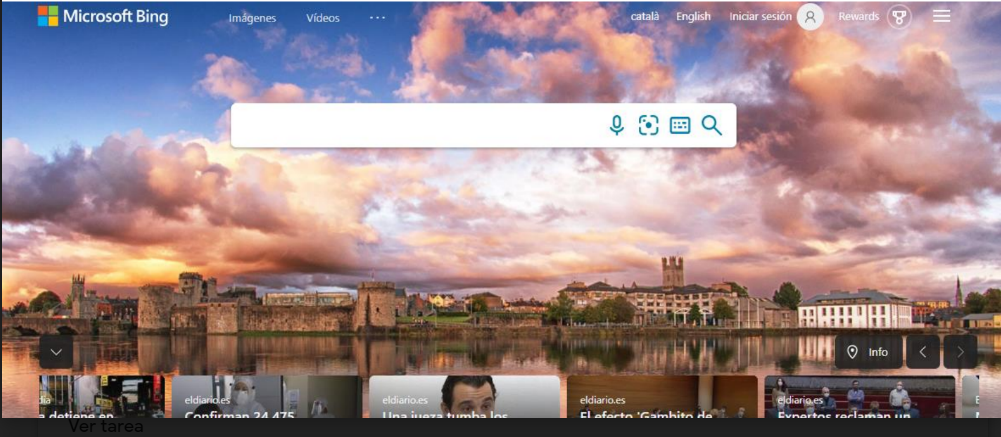 Microsoft Bing
Imágenes
Vídeos
català
English
Iniciar sesión
Rewards
Info
eldiario.es
Confirman 24.475
eldiario.es
Una jueza tumba los
eldiario.es
El efecto 'Gambito de
eldiario.es
Expertos reclaman un
a detiene en
Ver tarea